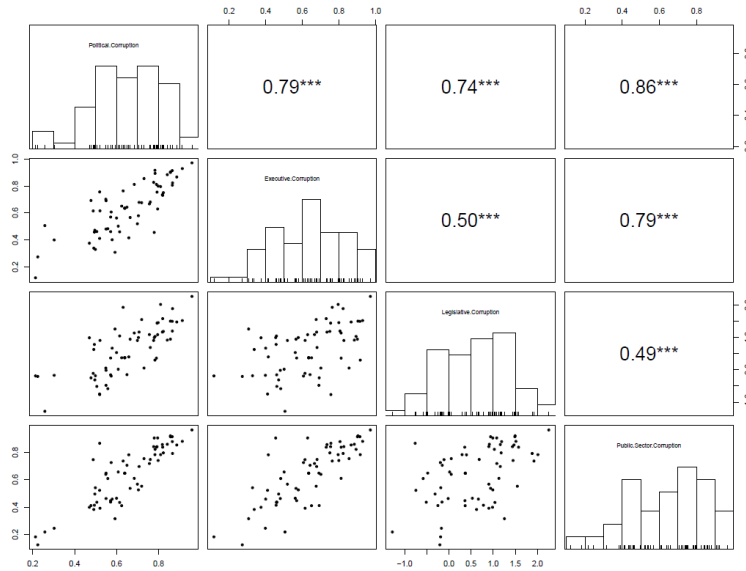 0.2 0.4 0.6 0.8 1.0
0.2 0.4 0.6 0.8
Political.Corruption
0.79***
0.74***
0.86***
0.2 0.4 0.6 0.8 1.0
Executive.Corruption
0.50***
0.79***
Legislative.Corruption
0.49***
0.2 0.4 0.6 0.8
Public.Sector.Corruption
0.2 0.4 0.6 0.8
-1.0 0.0 0.5 1.0 1.5 2.0